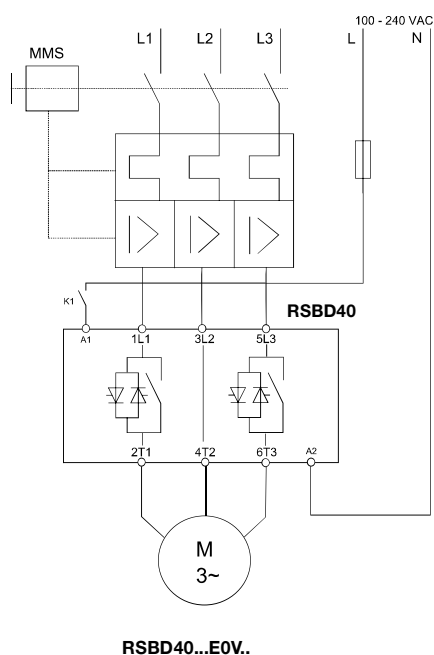 100 - 240 VAC
L1 L2 L3 L N
MMS
K1
RSBD40
A1 1L1 3L2 5L3
2T1 4T2 6T3 A2
M
3~
RSBD40...E0V..